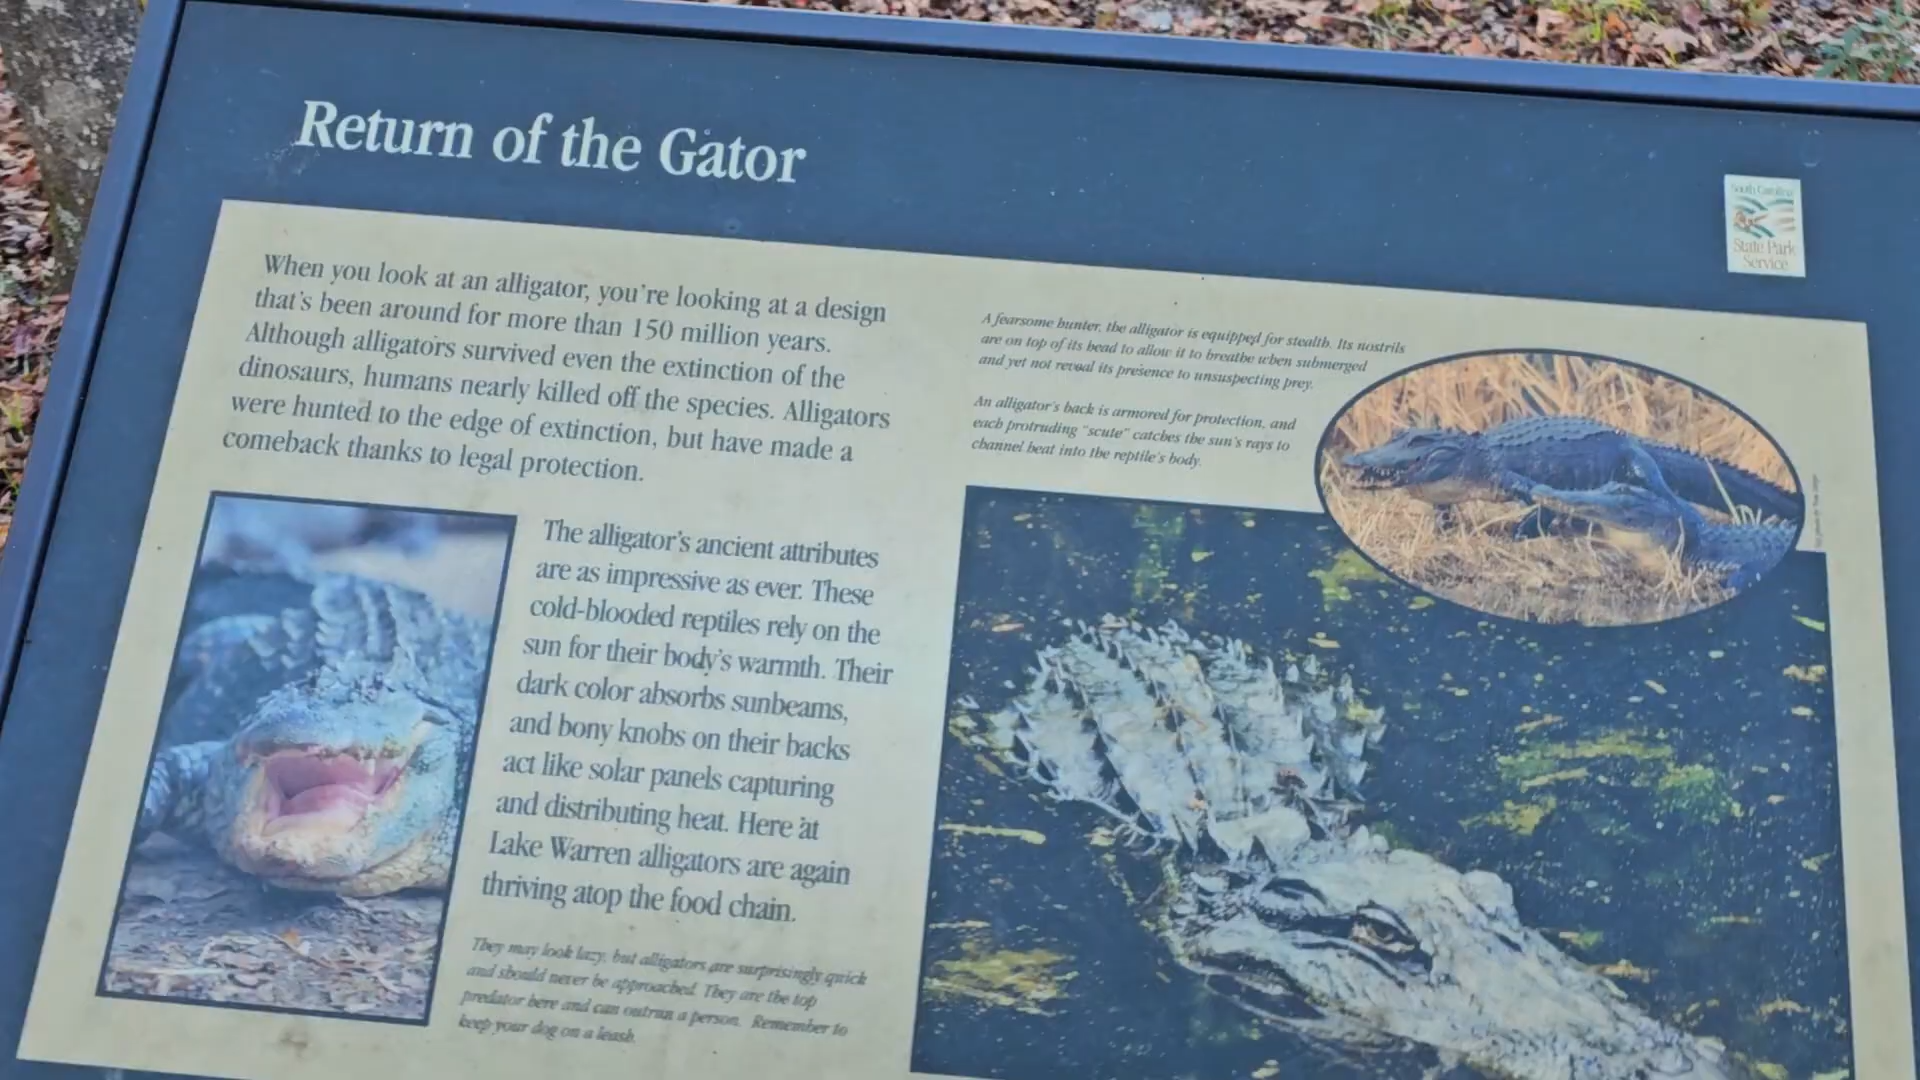 Return of the Gator
South Carolina
State Park
Service
When you look at an alligator, you're looking at a design
that's been around for more than 150 million years.
Although alligators survived even the extinction of the
dinosaurs, humans nearly killed off the species. Alligators
were hunted to the edge of extinction, but have made a
comeback thanks to legal protection.
The alligator's ancient attributes
are as impressive as ever. These
cold-blooded reptiles rely on the
sun for their body's warmth. Their
dark color absorbs sunbeams,
and bony knobs on their backs
act like solar panels capturing
and distributing heat. Here at
Lake Warren alligators are again
thriving atop the food chain.
They may look lazy, but alligators are surprisingly quick
and should never be approached. They are the top
predator here and can outrun a person. Remember to
keep your dog on a leash.
A fearsome hunter, the alligator is equipped for stealth. Its nostrils
are on top of its head to allow it to breathe when submerged
and yet not reveal its presence to unsuspecting prey.
An alligator's back is armored for protection, and
each protruding "scute" catches the sun's rays to
channel heat into the reptile's body.